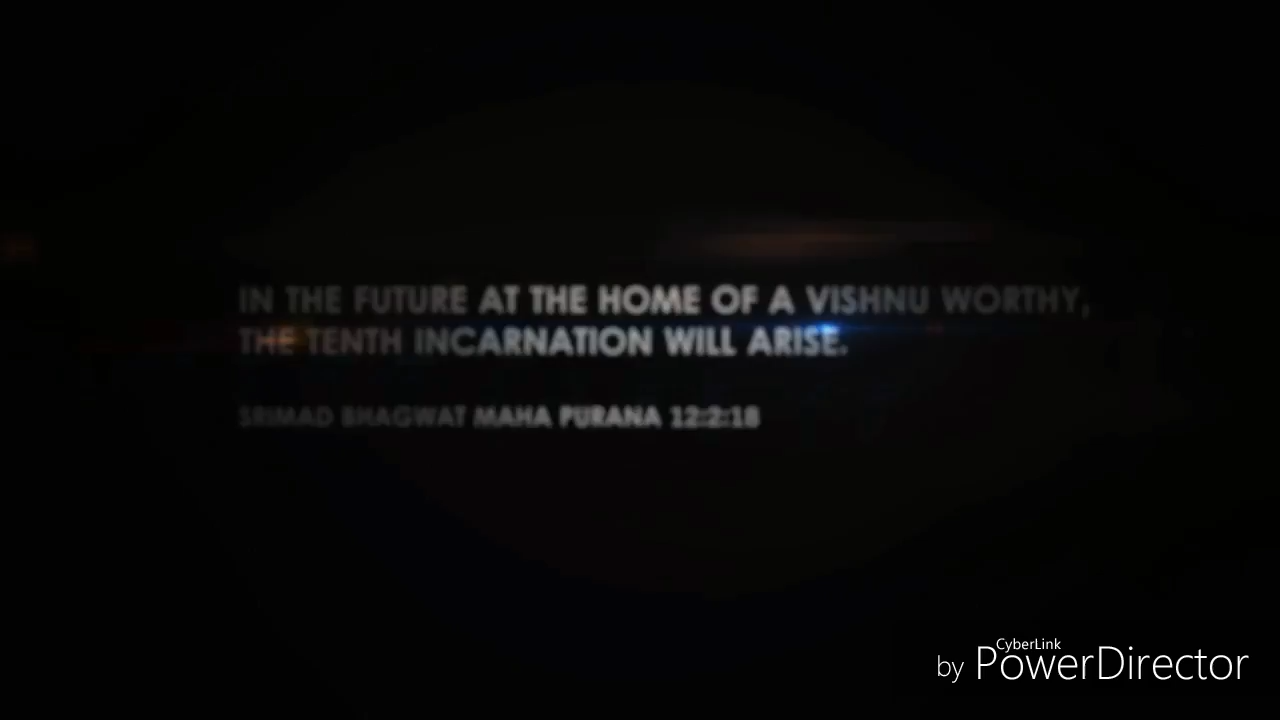 IN THE FUTURE AT THE HOME OF A VISHNU WORTHY,
THE TENTH INCARNATION WILL ARISE.
SRIMAD BHAGWAT MAHA PURANA 12:2:18
by CyberLink PowerDirector